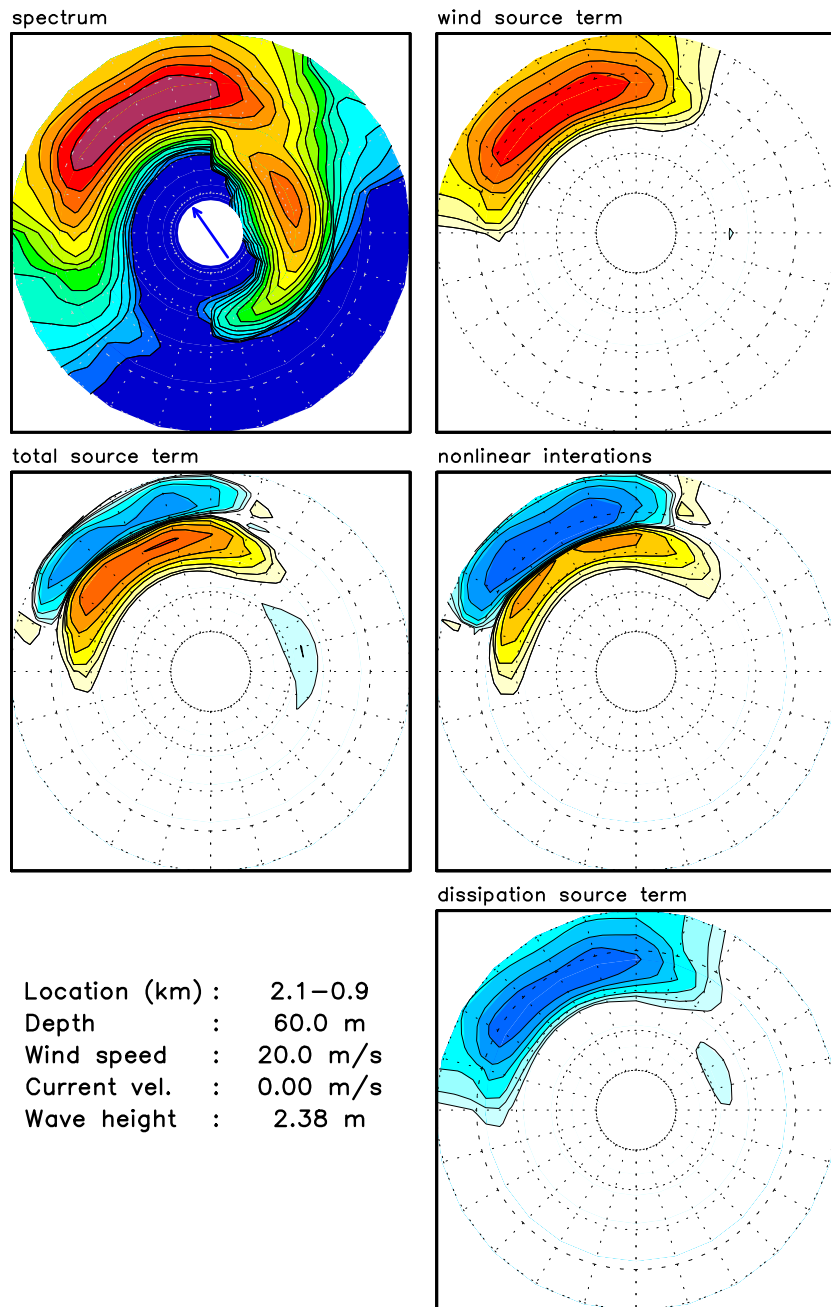 spectrum
wind source term
total source term
nonlinear interations
dissipation source term
Location (km) : 2.1-0.9
Depth : 60.0 m
Wind speed : 20.0 m/s
Current vel. : 0.00 m/s
Wave height : 2.38 m